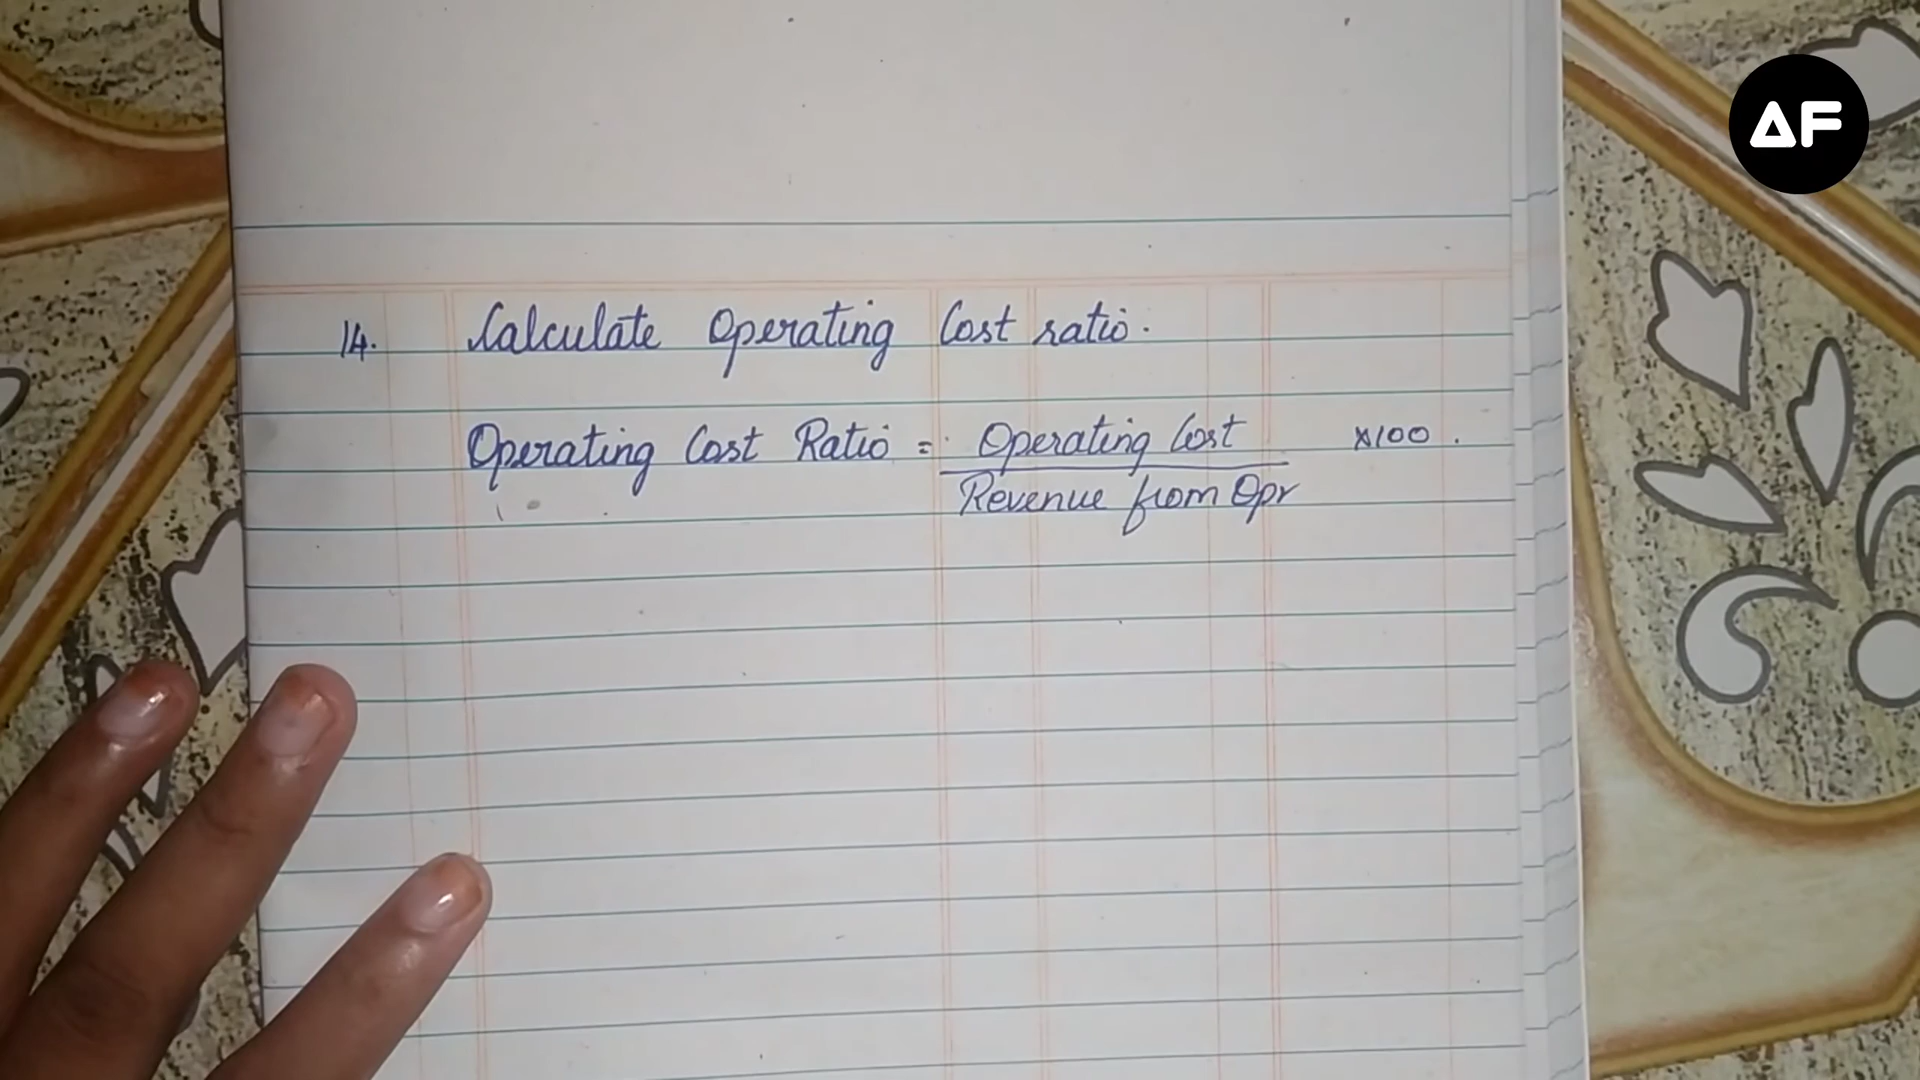 AF
14. Calculate Operating Cost ratio.
Operating Cost Ratio = Operating Cost ×100.
Revenue from Opr